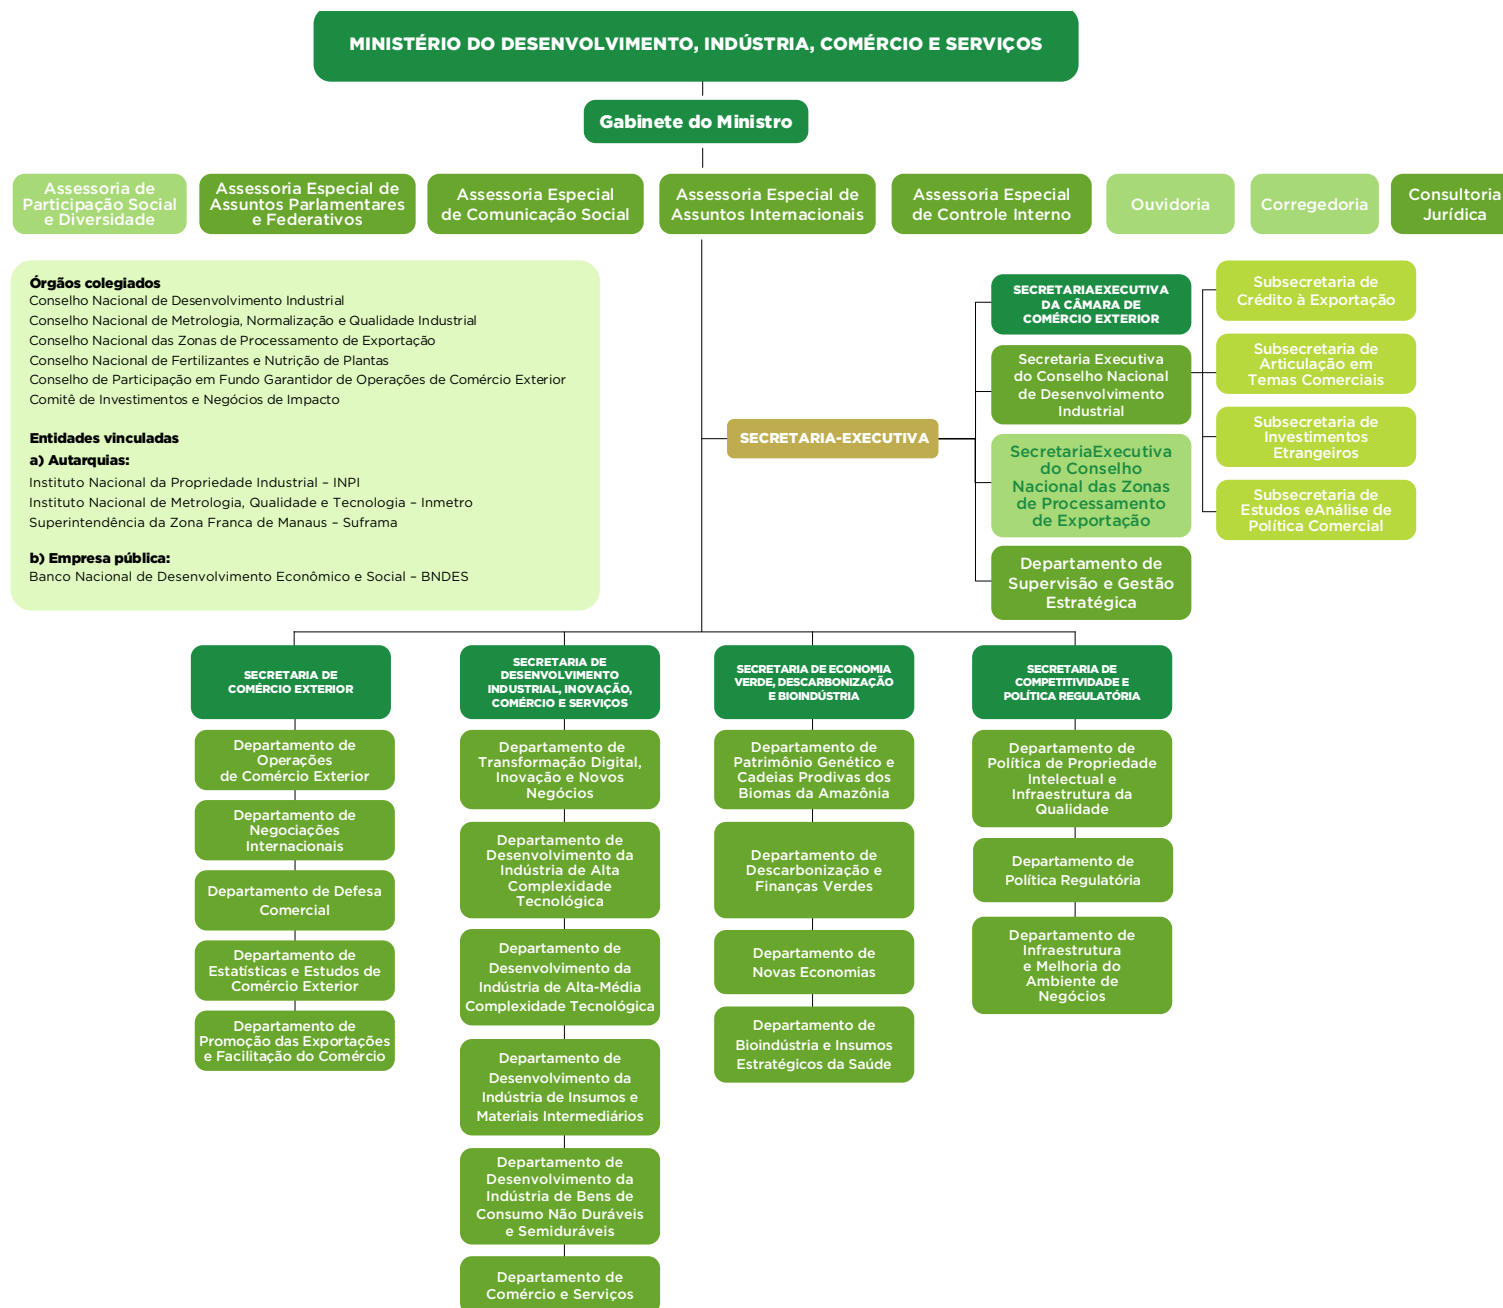 MINISTÉRIO DO DESENVOLVIMENTO, INDÚSTRIA, COMÉRCIO E SERVIÇOS
Gabinete do Ministro
Assessoria de
Participação Social
e Diversidade
Assessoria Especial de
Assuntos Parlamentares
e Federativos
Assessoria Especial
de Comunicação Social
Assessoria Especial de
Assuntos Internacionais
Assessoria Especial
de Controle Interno
Ouvidoria
Corregedoria
Consultoria
Jurídica
Órgãos colegiados
Conselho Nacional de Desenvolvimento Industrial
Conselho Nacional de Metrologia, Normalização e Qualidade Industrial
Conselho Nacional das Zonas de Processamento de Exportação
Conselho Nacional de Fertilizantes e Nutrição de Plantas
Conselho de Participação em Fundo Garantidor de Operações de Comércio Exterior
Comitê de Investimentos e Negócios de Impacto
Entidades vinculadas
a) Autarquias:
Instituto Nacional da Propriedade Industrial – INPI
Instituto Nacional de Metrologia, Qualidade e Tecnologia – Inmetro
Superintendência da Zona Franca de Manaus – Suframa
b) Empresa pública:
Banco Nacional de Desenvolvimento Econômico e Social – BNDES
SECRETARIA-EXECUTIVA
SECRETARIAEXECUTIVA
DA CÂMARA DE
COMÉRCIO EXTERIOR
Secretaria Executiva
do Conselho Nacional
de Desenvolvimento
Industrial
SecretariaExecutiva
do Conselho
Nacional das Zonas
de Processamento
de Exportação
Departamento de
Supervisão e Gestão
Estratégica
Subsecretaria de
Crédito à Exportação
Subsecretaria de
Articulação em
Temas Comerciais
Subsecretaria de
Investimentos
Etrangeiros
Subsecretaria de
Estudos eAnálise de
Política Comercial
SECRETARIA DE
COMÉRCIO EXTERIOR
Departamento de
Operações
de Comércio Exterior
Departamento de
Negociações
Internacionais
Departamento de Defesa
Comercial
Departamento de
Estatísticas e Estudos de
Comércio Exterior
Departamento de
Promoção das Exportações
e Facilitação do Comércio
SECRETARIA DE
DESENVOLVIMENTO
INDUSTRIAL, INOVAÇÃO,
COMÉRCIO E SERVIÇOS
Departamento de
Transformação Digital,
Inovação e Novos
Negócios
Departamento de
Desenvolvimento da
Indústria de Alta
Complexidade
Tecnológica
Departamento de
Desenvolvimento da
Indústria de Alta-Média
Complexidade Tecnológica
Departamento de
Desenvolvimento da
Indústria de Insumos e
Materiais Intermediários
Departamento de
Desenvolvimento da
Indústria de Bens de
Consumo Não Duráveis
e Semiduráveis
Departamento de
Comércio e Serviços
SECRETARIA DE ECONOMIA
VERDE, DESCARBONIZAÇÃO
E BIOINDÚSTRIA
Departamento de
Patrimônio Genético e
Cadeias Prodivas dos
Biomas da Amazônia
Departamento de
Descarbonização e
Finanças Verdes
Departamento de
Novas Economias
Departamento de
Bioindústria e Insumos
Estratégicos da Saúde
SECRETARIA DE
COMPETITIVIDADE E
POLÍTICA REGULATÓRIA
Departamento de
Política de Propriedade
Intelectual e
Infraestrutura da
Qualidade
Departamento de
Política Regulatória
Departamento de
Infraestrutura
e Melhoria do
Ambiente de
Negócios